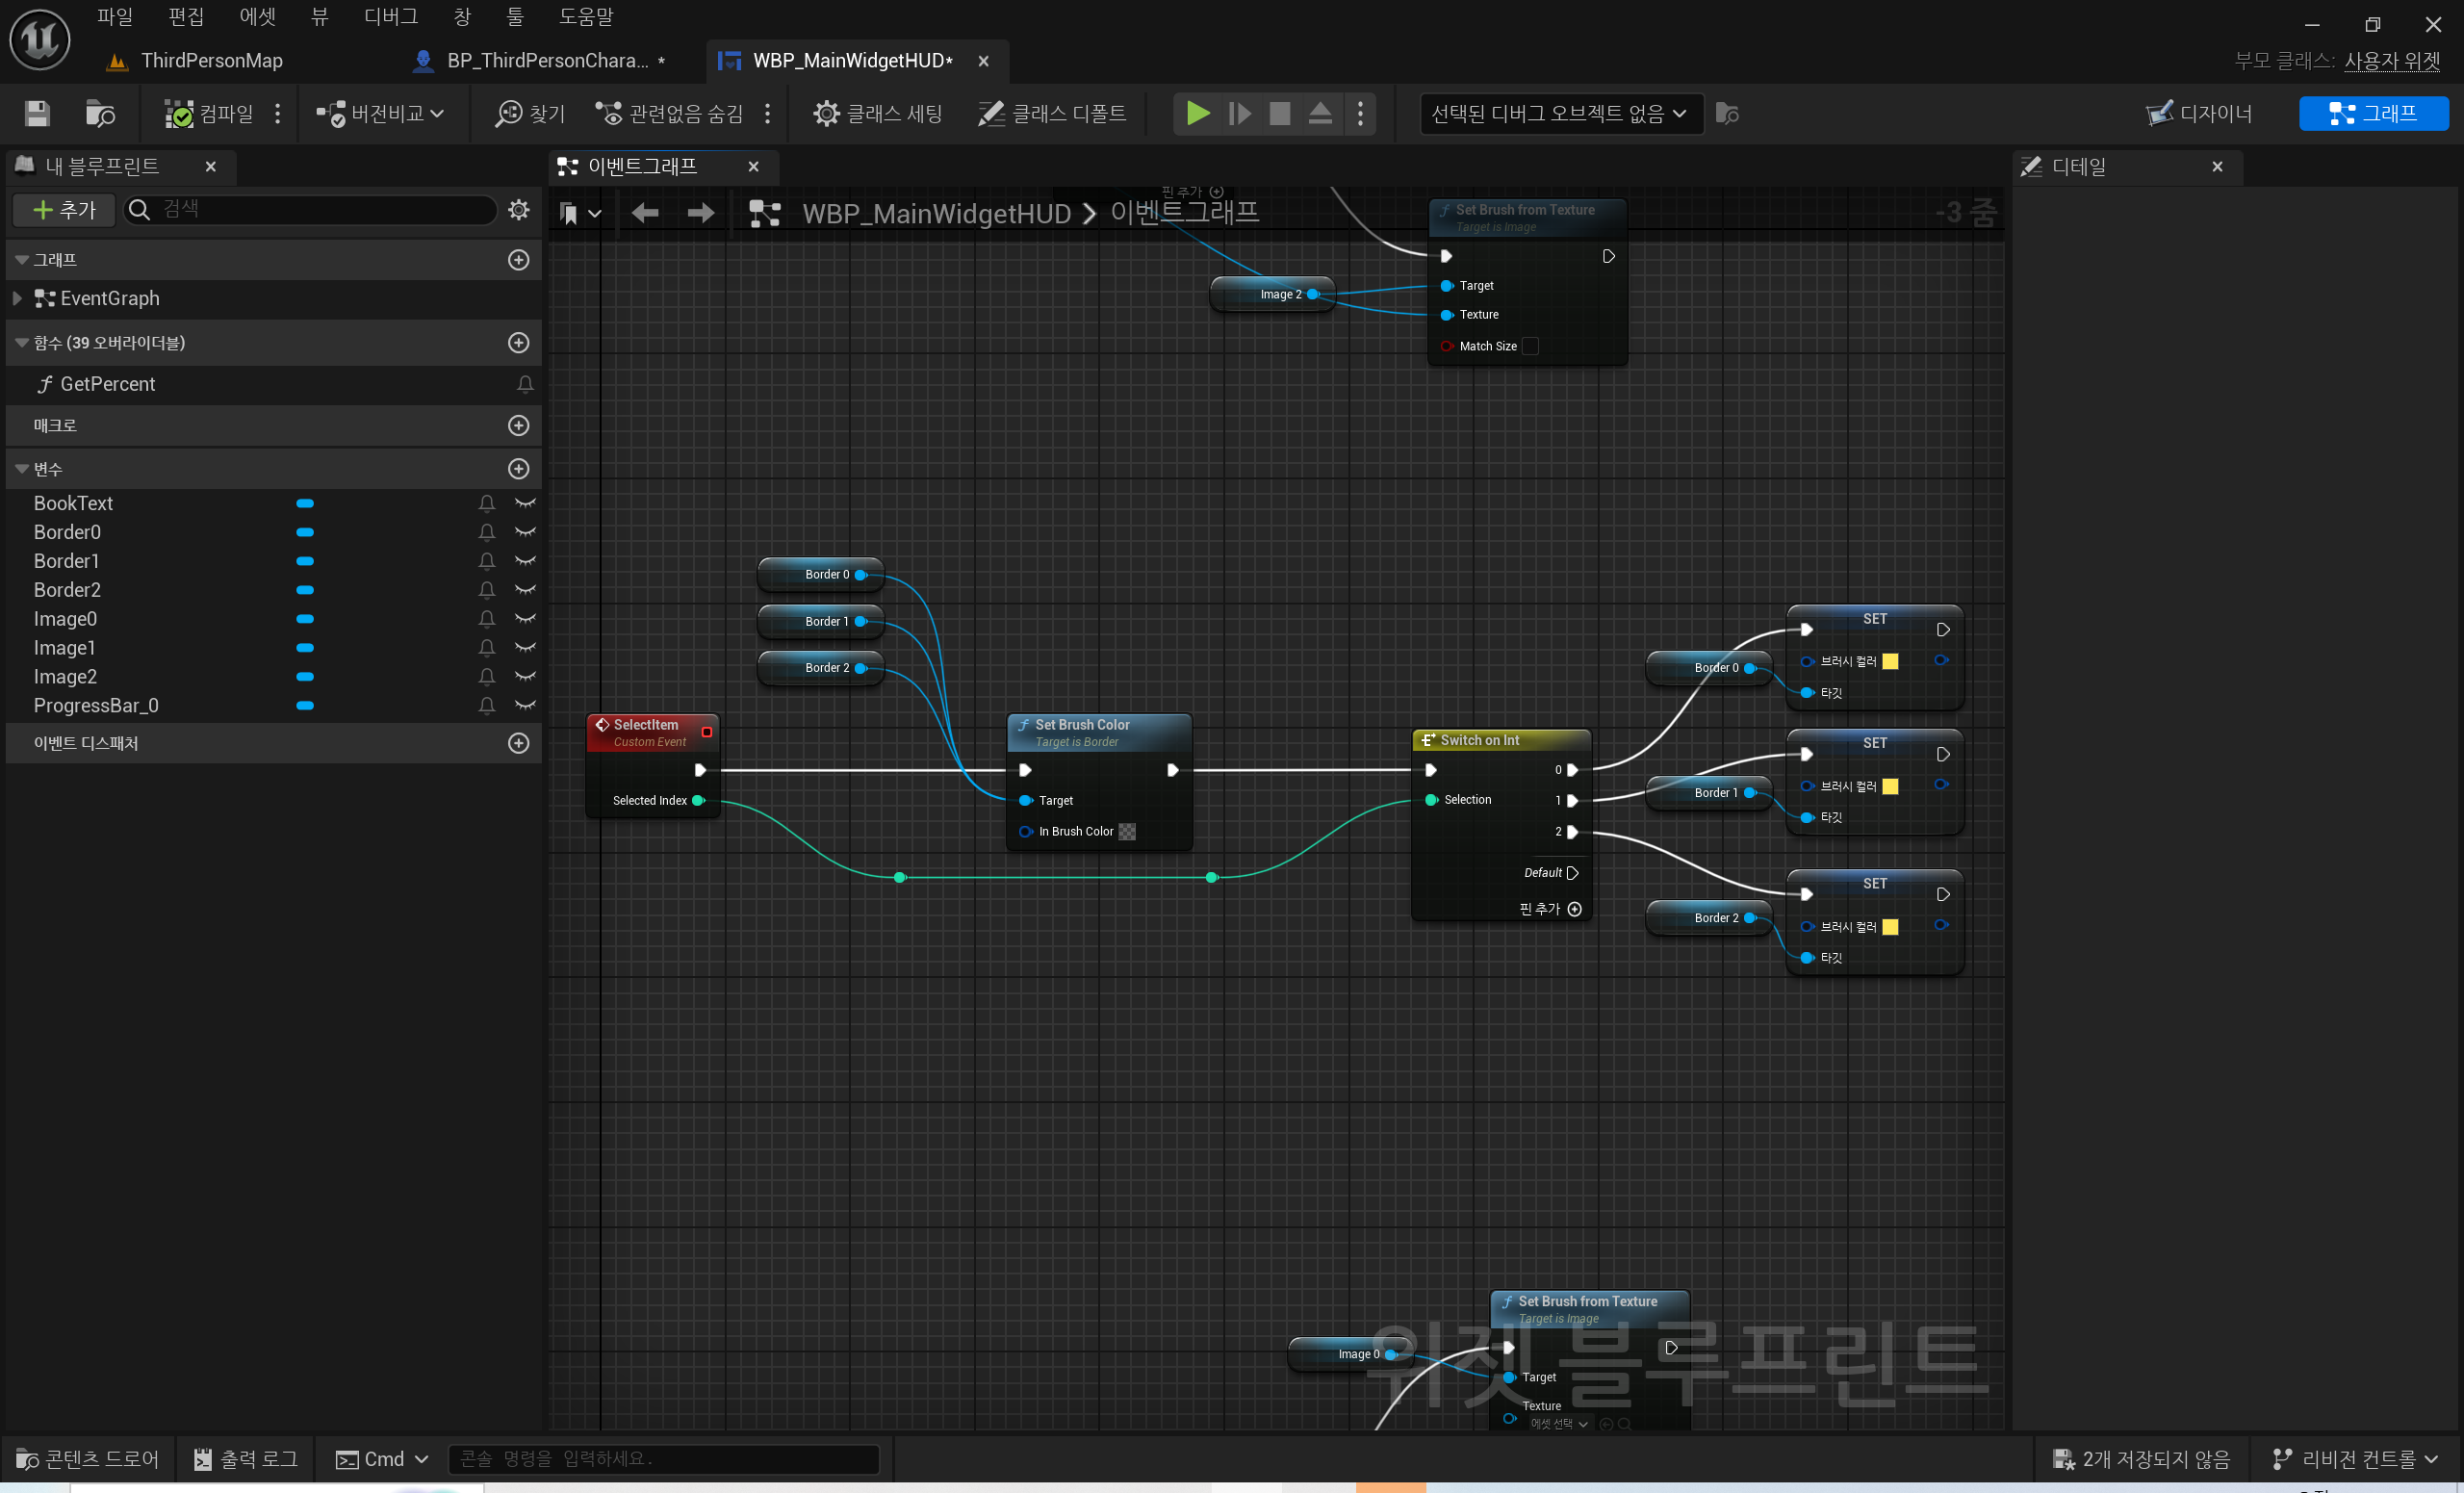 파일 편집 에셋 뷰 디버그 창 툴 도움말
ThirdPersonMap
BP_ThirdPersonChara... *
WBP_MainWidgetHUD*
부모 클래스: 사용자 위젯
컴파일
버전비교
찾기
관련없음 숨김
클래스 세팅
클래스 디폴트
선택된 디버그 오브젝트 없음
디자이너
그래프
내 블루프린트
이벤트그래프
디테일
추가
검색
WBP_MainWidgetHUD > 이벤트그래프
-3 줌
그래프
EventGraph
함수 (39 오버라이더블)
GetPercent
매크로
변수
BookText
Border0
Border1
Border2
Image0
Image1
Image2
ProgressBar_0
이벤트 디스패처
핀 추가
Set Brush from Texture
Target is Image
Image 2
Target
Texture
Match Size
Border 0
Border 1
Border 2
SelectItem
Custom Event
Selected Index
Set Brush Color
Target is Border
Target
In Brush Color
Switch on Int
0
Selection
1
2
Default
핀 추가
SET
브러시 컬러
타깃
Border 0
SET
브러시 컬러
타깃
Border 1
SET
브러시 컬러
타깃
Border 2
Set Brush from Texture
Target is Image
Image 0
Target
Texture
에셋 선택
위젯 블루프린트
콘텐츠 드로어
출력 로그
Cmd
콘솔 명령을 입력하세요.
2개 저장되지 않음
리비전 컨트롤